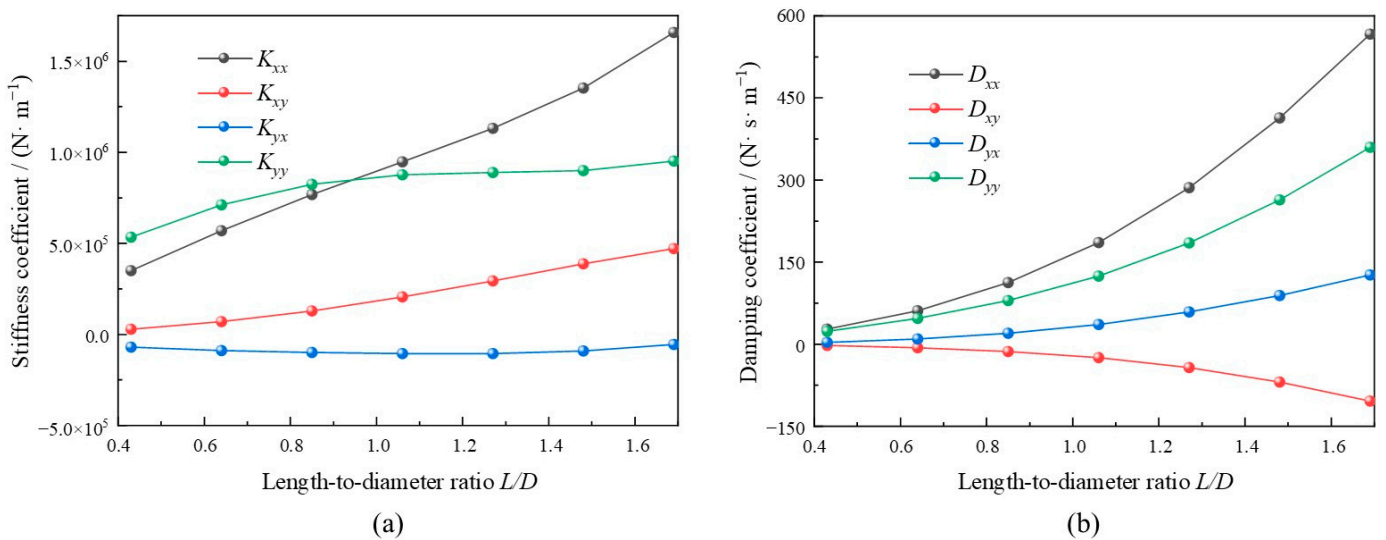 Stiffness coefficient / (N· m⁻¹)
1.5×10⁶
1.0×10⁶
5.0×10⁵
0.0
−5.0×10⁵
Kxx
Kxy
Kyx
Kyy
0.4 0.6 0.8 1.0 1.2 1.4 1.6
Length-to-diameter ratio L/D
(a)
Damping coefficient / (N· s· m⁻¹)
600
450
300
150
0
−150
Dxx
Dxy
Dyx
Dyy
0.4 0.6 0.8 1.0 1.2 1.4 1.6
Length-to-diameter ratio L/D
(b)